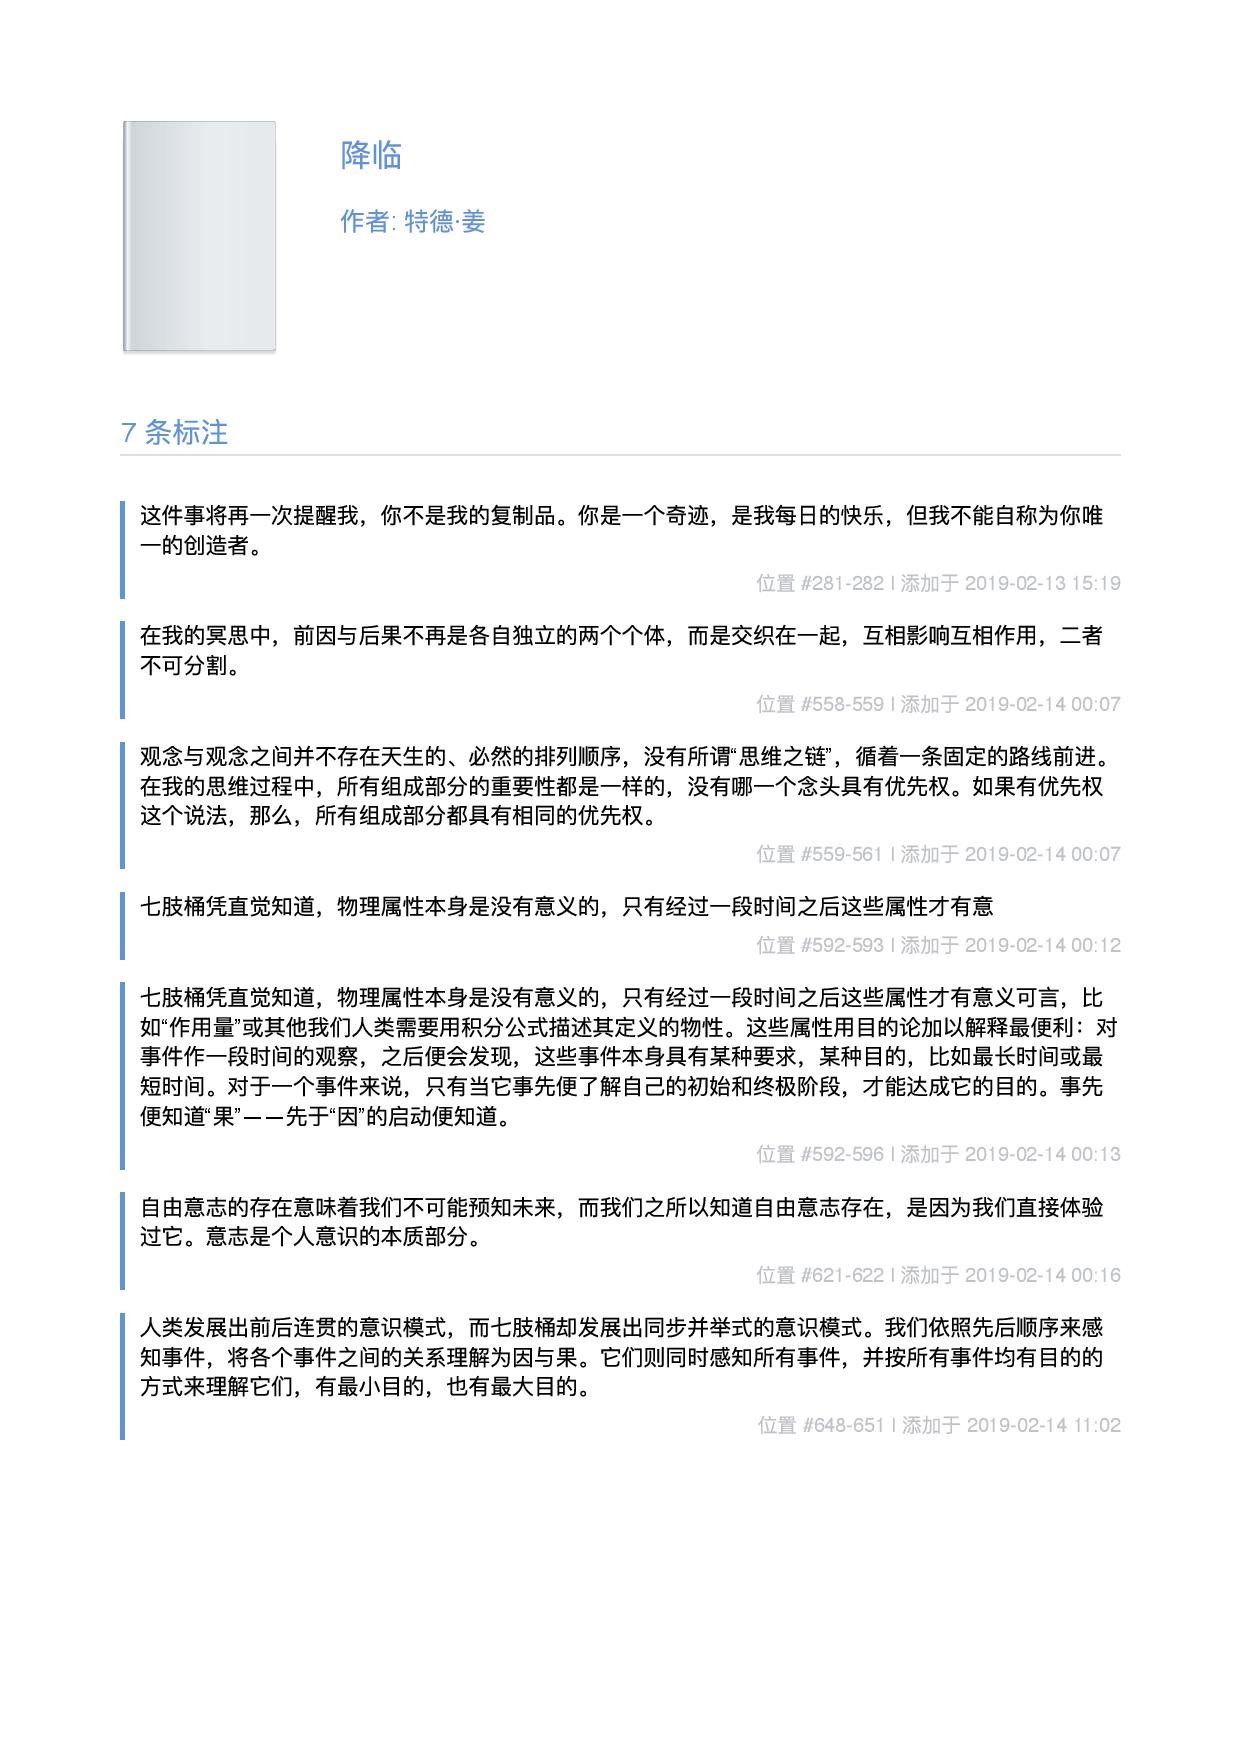 降临
作者: 特德·姜
7 条标注
这件事将再一次提醒我，你不是我的复制品。你是一个奇迹，是我每日的快乐，但我不能自称为你唯
一的创造者。
位置 #281-282 | 添加于 2019-02-13 15:19
在我的冥思中，前因与后果不再是各自独立的两个个体，而是交织在一起，互相影响互相作用，二者
不可分割。
位置 #558-559 | 添加于 2019-02-14 00:07
观念与观念之间并不存在天生的、必然的排列顺序，没有所谓“思维之链”，循着一条固定的路线前进。
在我的思维过程中，所有组成部分的重要性都是一样的，没有哪一个念头具有优先权。如果有优先权
这个说法，那么，所有组成部分都具有相同的优先权。
位置 #559-561 | 添加于 2019-02-14 00:07
七肢桶凭直觉知道，物理属性本身是没有意义的，只有经过一段时间之后这些属性才有意
位置 #592-593 | 添加于 2019-02-14 00:12
七肢桶凭直觉知道，物理属性本身是没有意义的，只有经过一段时间之后这些属性才有意义可言，比
如“作用量”或其他我们人类需要用积分公式描述其定义的物性。这些属性用目的论加以解释最便利：对
事件作一段时间的观察，之后便会发现，这些事件本身具有某种要求，某种目的，比如最长时间或最
短时间。对于一个事件来说，只有当它事先便了解自己的初始和终极阶段，才能达成它的目的。事先
便知道“果”——先于“因”的启动便知道。
位置 #592-596 | 添加于 2019-02-14 00:13
自由意志的存在意味着我们不可能预知未来，而我们之所以知道自由意志存在，是因为我们直接体验
过它。意志是个人意识的本质部分。
位置 #621-622 | 添加于 2019-02-14 00:16
人类发展出前后连贯的意识模式，而七肢桶却发展出同步并举式的意识模式。我们依照先后顺序来感
知事件，将各个事件之间的关系理解为因与果。它们则同时感知所有事件，并按所有事件均有目的的
方式来理解它们，有最小目的，也有最大目的。
位置 #648-651 | 添加于 2019-02-14 11:02